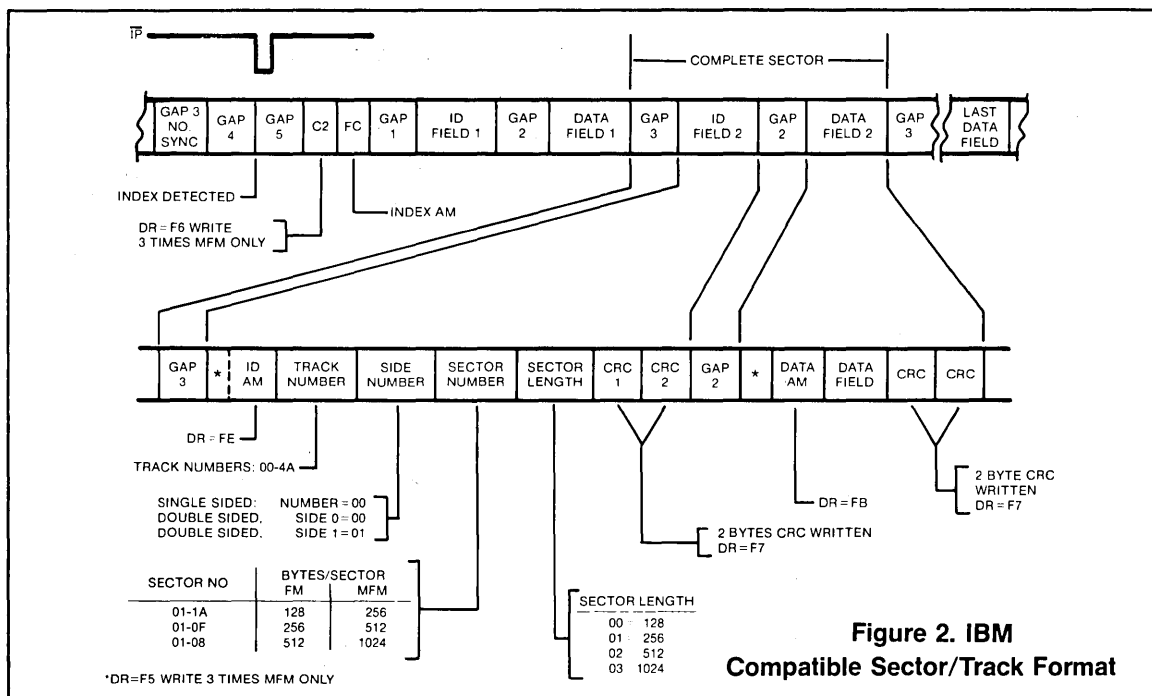 IP
COMPLETE SECTOR
GAP 3 NO. SYNC
GAP 4
GAP 5
C2
FC
GAP 1
ID FIELD 1
GAP 2
DATA FIELD 1
GAP 3
ID FIELD 2
GAP 2
DATA FIELD 2
GAP 3
LAST DATA FIELD
INDEX DETECTED
INDEX AM
DR=F6 WRITE
3 TIMES MFM ONLY
GAP 3
*
ID AM
TRACK NUMBER
SIDE NUMBER
SECTOR NUMBER
SECTOR LENGTH
CRC 1
CRC 2
GAP 2
*
DATA AM
DATA FIELD
CRC
CRC
DR=FE
TRACK NUMBERS: 00-4A
SINGLE SIDED: NUMBER=00
DOUBLE SIDED, SIDE 0=00
DOUBLE SIDED, SIDE 1=01
2 BYTES CRC WRITTEN
DR=F7
DR=FB
2 BYTE CRC
WRITTEN
DR=F7
SECTOR NO BYTES/SECTOR
FM MFM
01-1A 128 256
01-0F 256 512
01-08 512 1024
SECTOR LENGTH
00 128
01 256
02 512
03 1024
*DR=F5 WRITE 3 TIMES MFM ONLY
Figure 2. IBM
Compatible Sector/Track Format